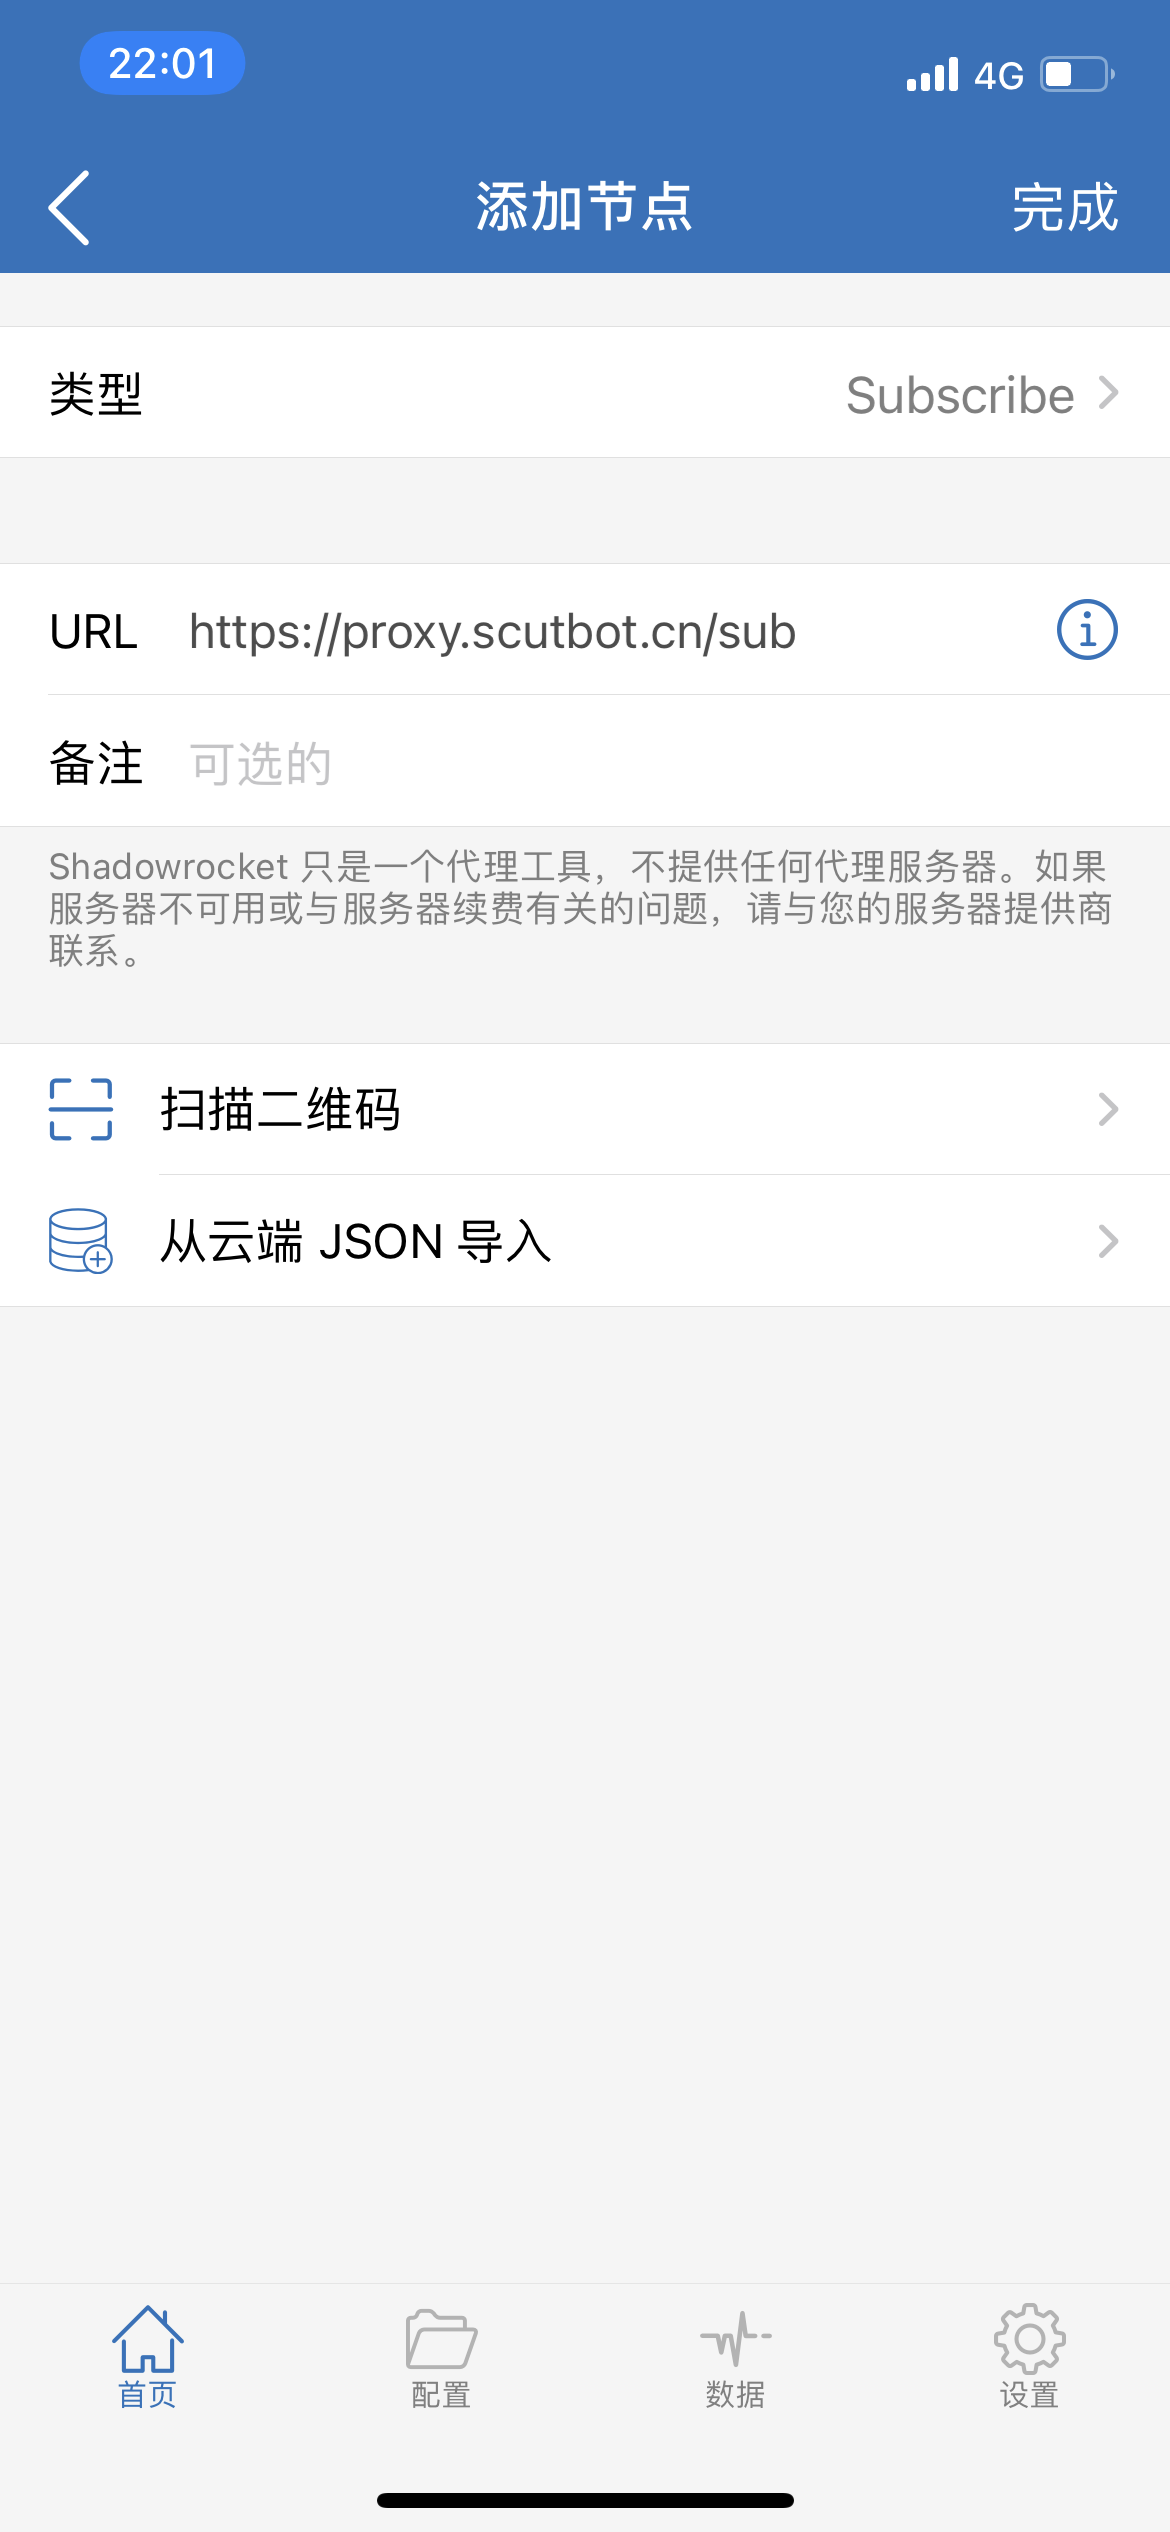 22:01
4G
添加节点
完成
类型
Subscribe
URL
https://proxy.scutbot.cn/sub
备注
可选的
Shadowrocket 只是一个代理工具，不提供任何代理服务器。如果
服务器不可用或与服务器续费有关的问题，请与您的服务器提供商
联系。
扫描二维码
从云端 JSON 导入
首页
配置
数据
设置